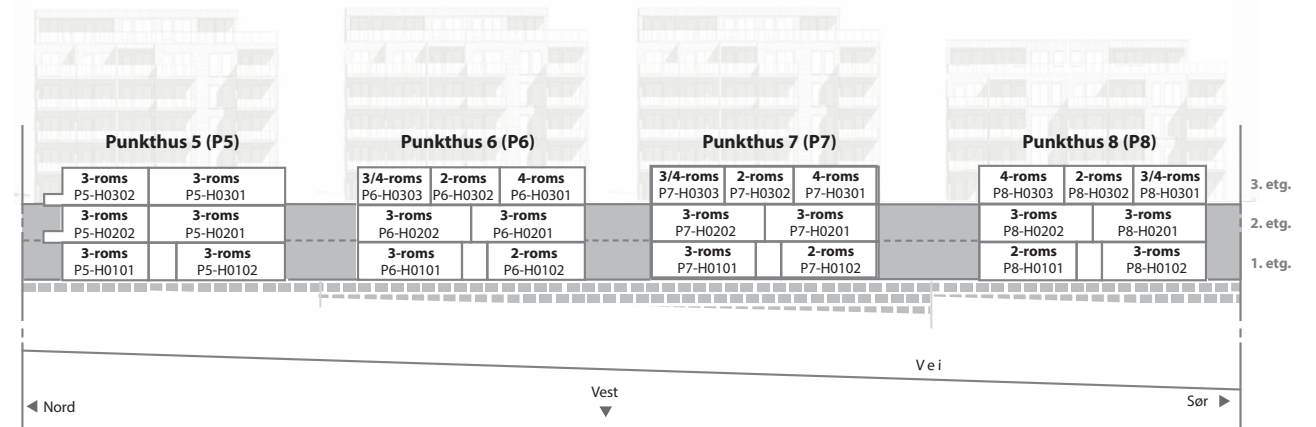 Punkthus 5 (P5)
Punkthus 6 (P6)
Punkthus 7 (P7)
Punkthus 8 (P8)
3-roms
P5-H0302
3-roms
P5-H0301
3/4-roms
P6-H0303
2-roms
P6-H0302
4-roms
P6-H0301
3/4-roms
P7-H0303
2-roms
P7-H0302
4-roms
P7-H0301
4-roms
P8-H0303
2-roms
P8-H0302
3/4-roms
P8-H0301
3. etg.
3-roms
P5-H0202
3-roms
P5-H0201
3-roms
P6-H0202
3-roms
P6-H0201
3-roms
P7-H0202
3-roms
P7-H0201
3-roms
P8-H0202
3-roms
P8-H0201
2. etg.
3-roms
P5-H0101
3-roms
P5-H0102
3-roms
P6-H0101
2-roms
P6-H0102
3-roms
P7-H0101
2-roms
P7-H0102
2-roms
P8-H0101
3-roms
P8-H0102
1. etg.
Vei
Nord
Vest
Sør